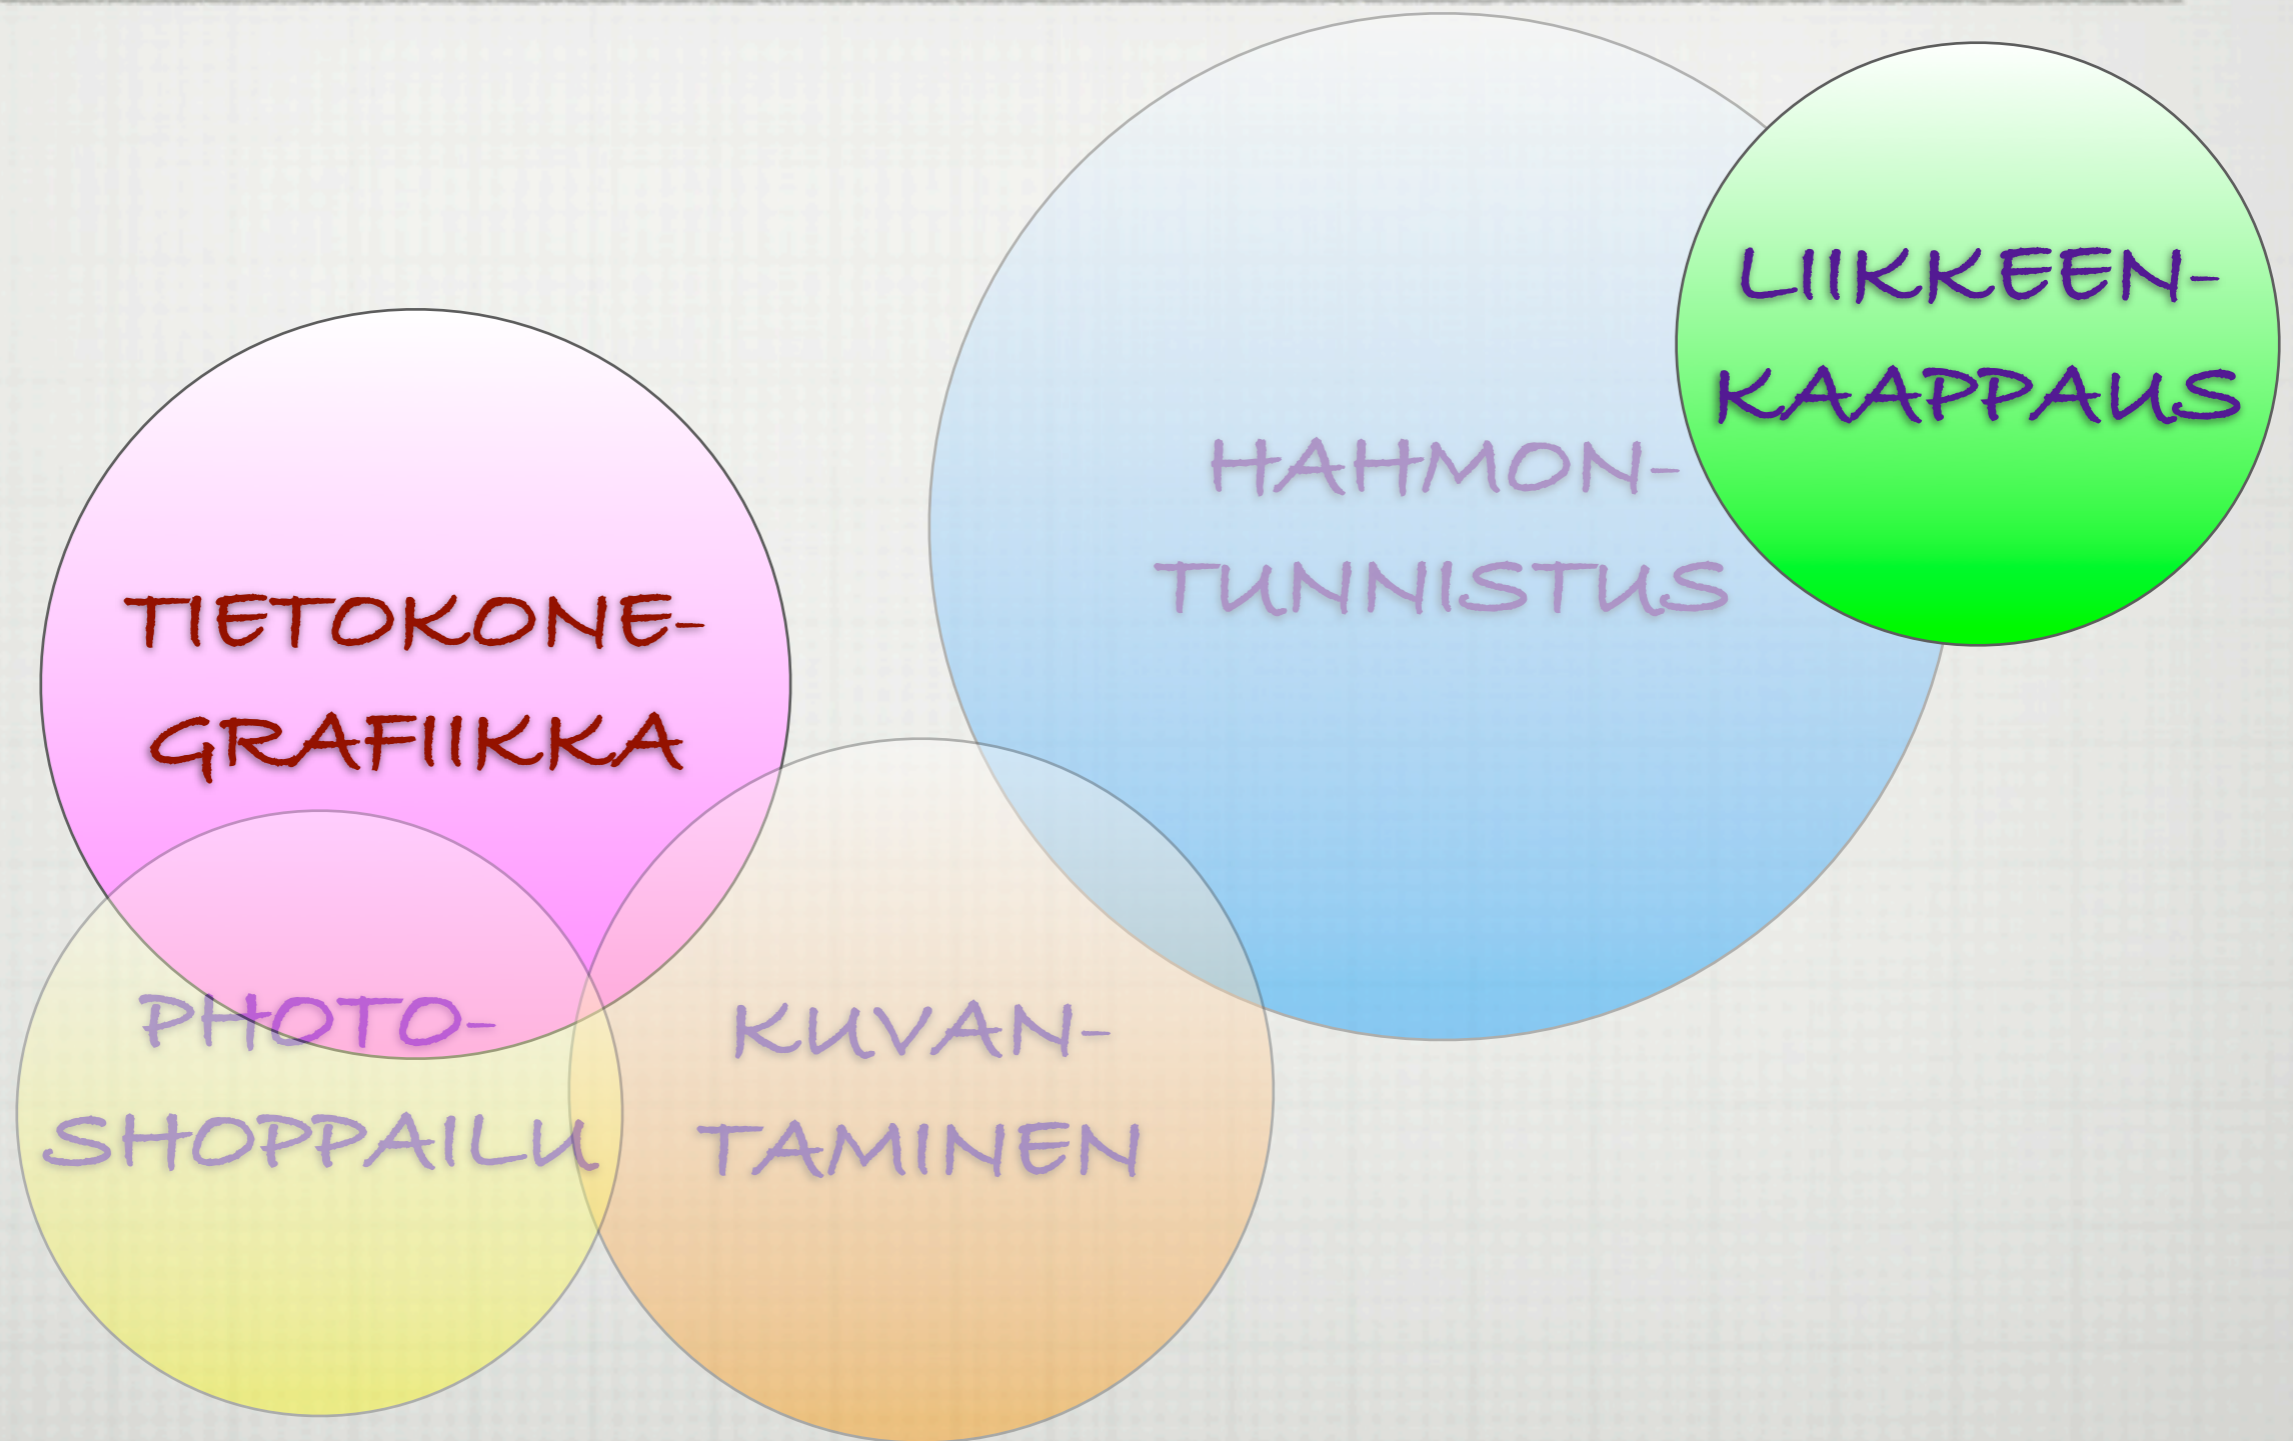 LIIKKEEN-
KAAPPAUS
HAHMON-
TUNNISTUS
TIETOKONE-
GRAFIIKKA
PHOTO-
SHOPPAILU
KUVAN-
TAMINEN